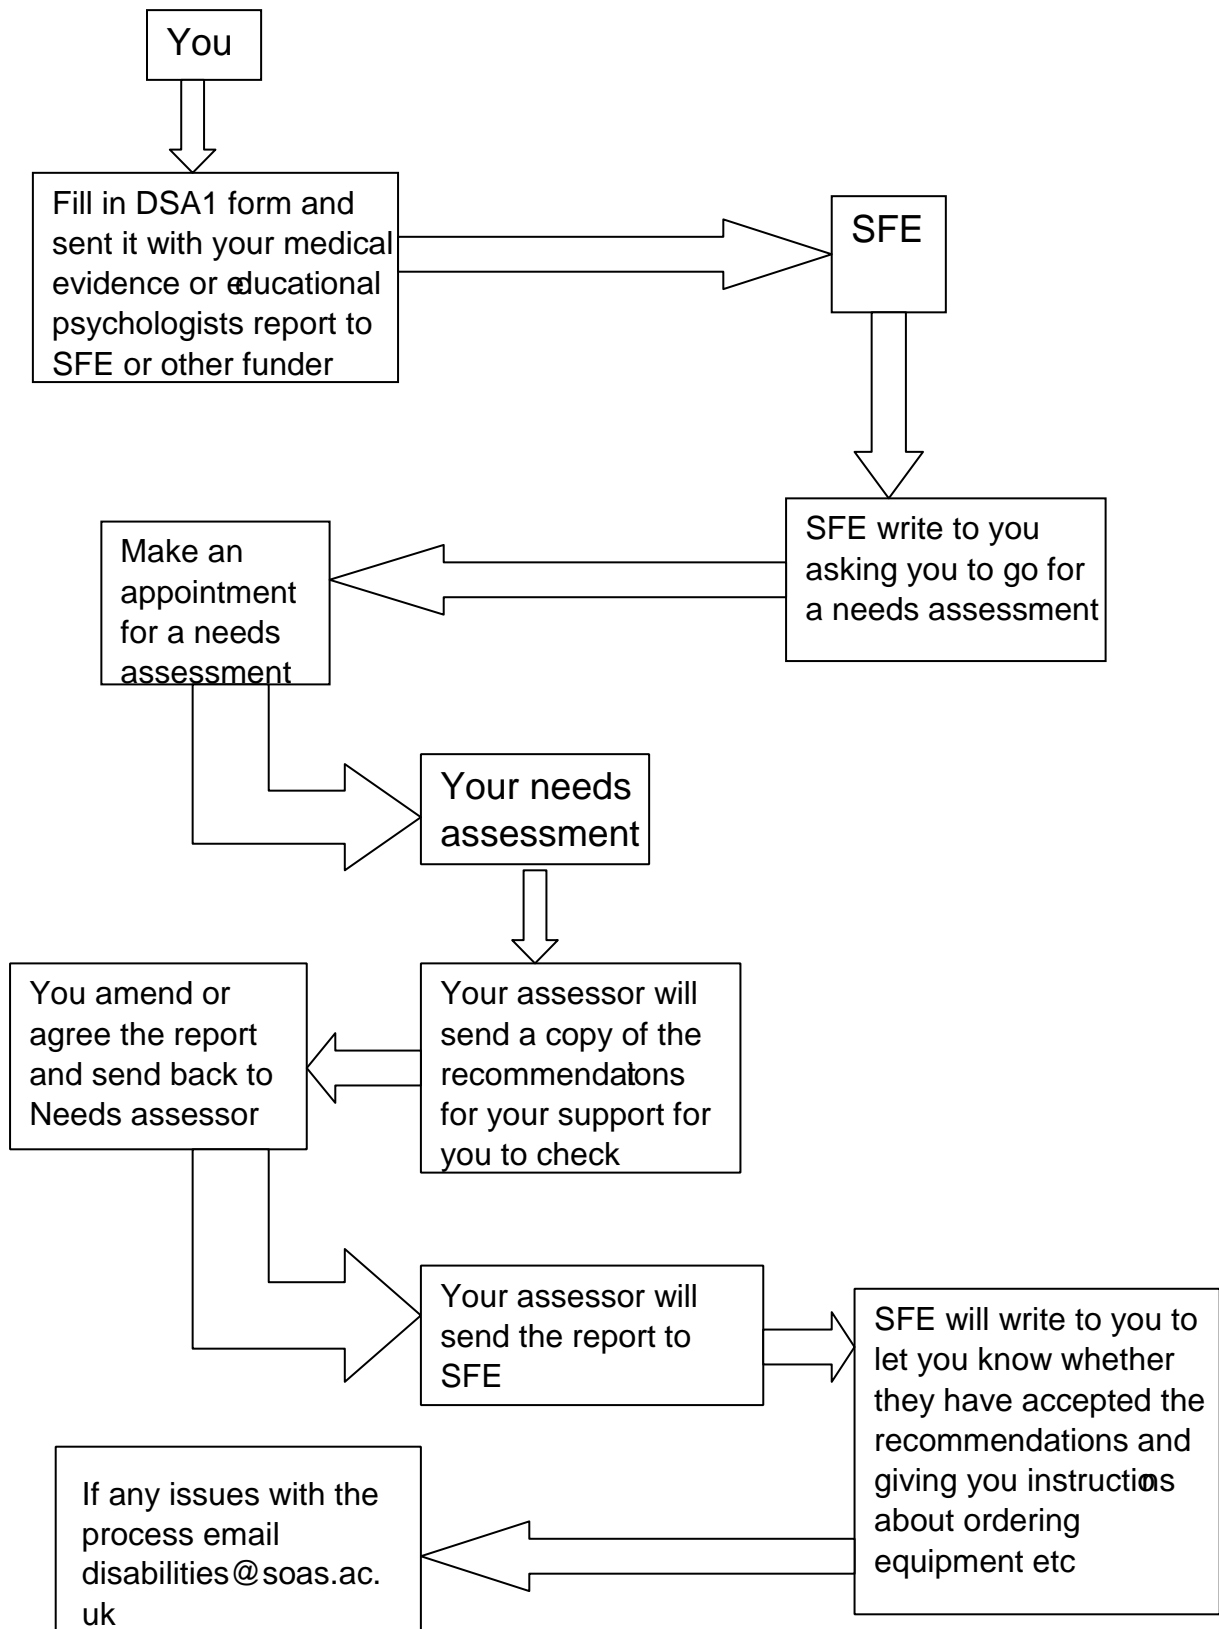 You
Fill in DSA1 form and
sent it with your medical
evidence or educational
psychologists report to
SFE or other funder
SFE
SFE write to you
asking you to go for
a needs assessment
Make an
appointment
for a needs
assessment
Your needs
assessment
Your assessor will
send a copy of the
recommendations
for your support for
you to check
You amend or
agree the report
and send back to
Needs assessor
Your assessor will
send the report to
SFE
SFE will write to you to
let you know whether
they have accepted the
recommendations and
giving you instructions
about ordering
equipment etc
If any issues with the
process email
disabilities@soas.ac.
uk